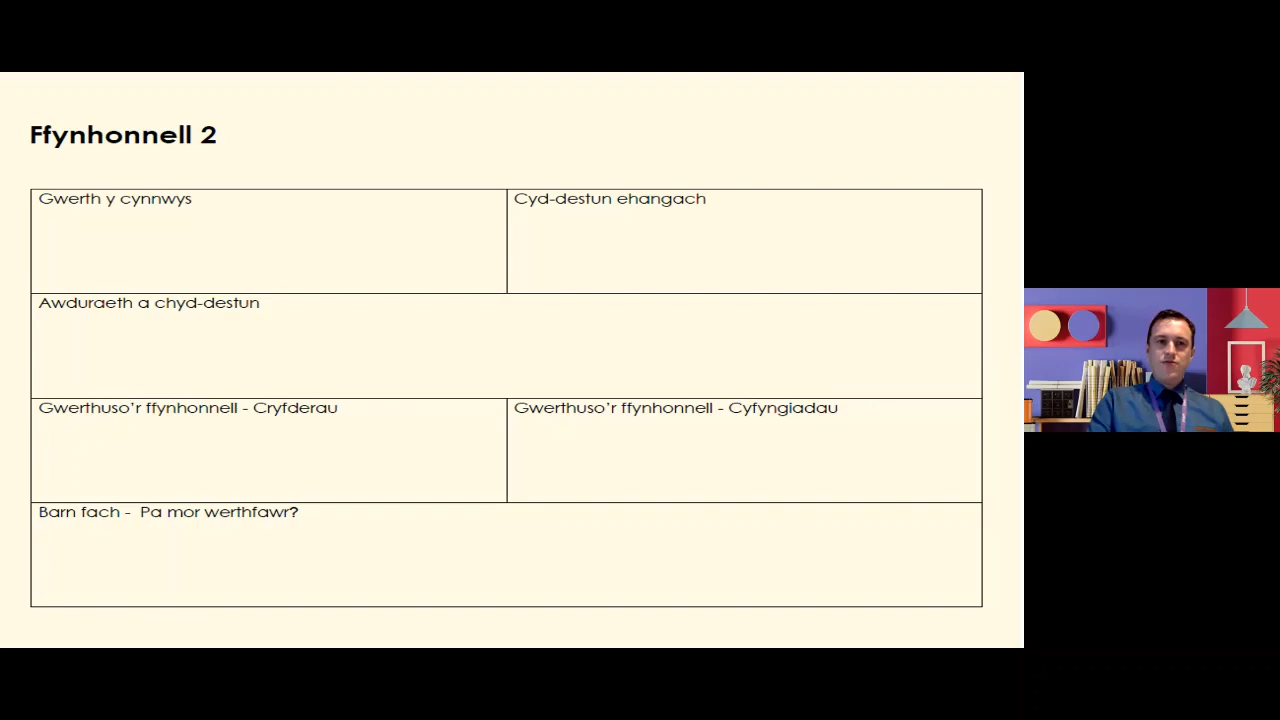 Ffynhonnell 2
Gwerth y cynnwys
Cyd-destun ehangach
Awduraeth a chyd-destun
Gwerthuso'r ffynhonnell - Cryfderau
Gwerthuso'r ffynhonnell - Cyfyngiadau
Barn fach - Pa mor werthfawr?